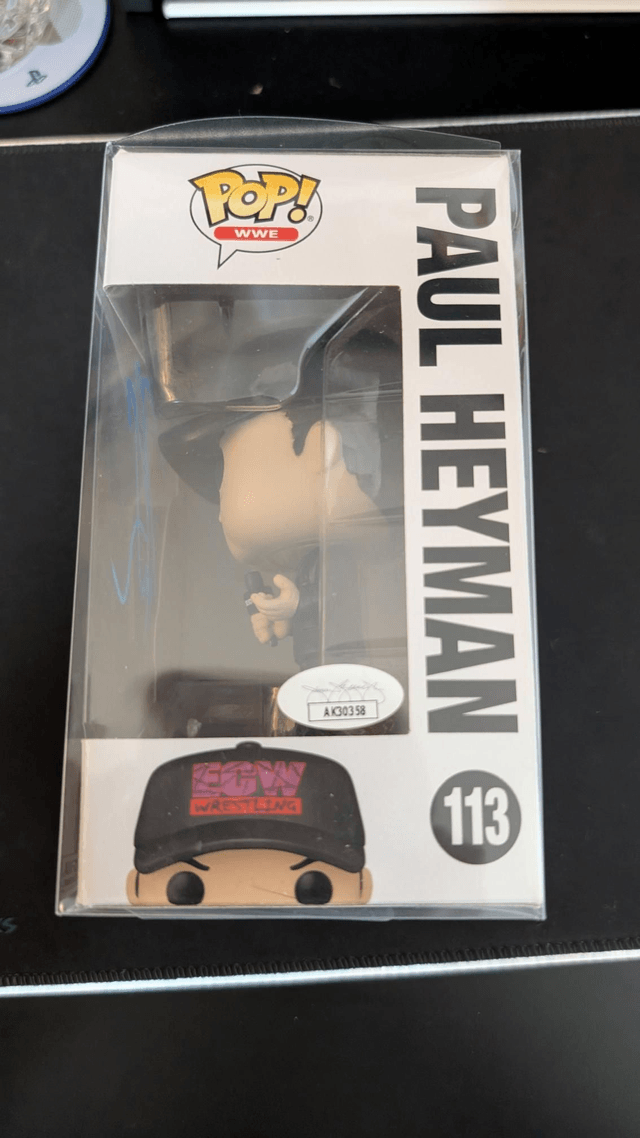 POP!
WWE
PAUL HEYMAN
AK30358
ECW
WRESTLING
113